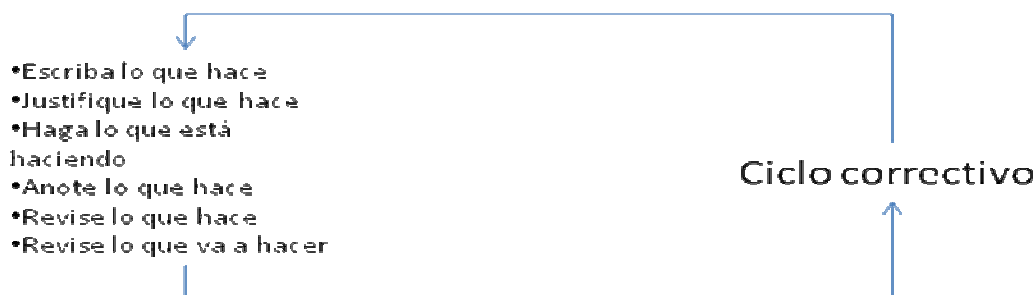 •Escriba lo que hace
•Justifique lo que hace
•Haga lo que está
haciendo
•Anote lo que hace
•Revise lo que hace
•Revise lo que va a hacer
Ciclo correctivo